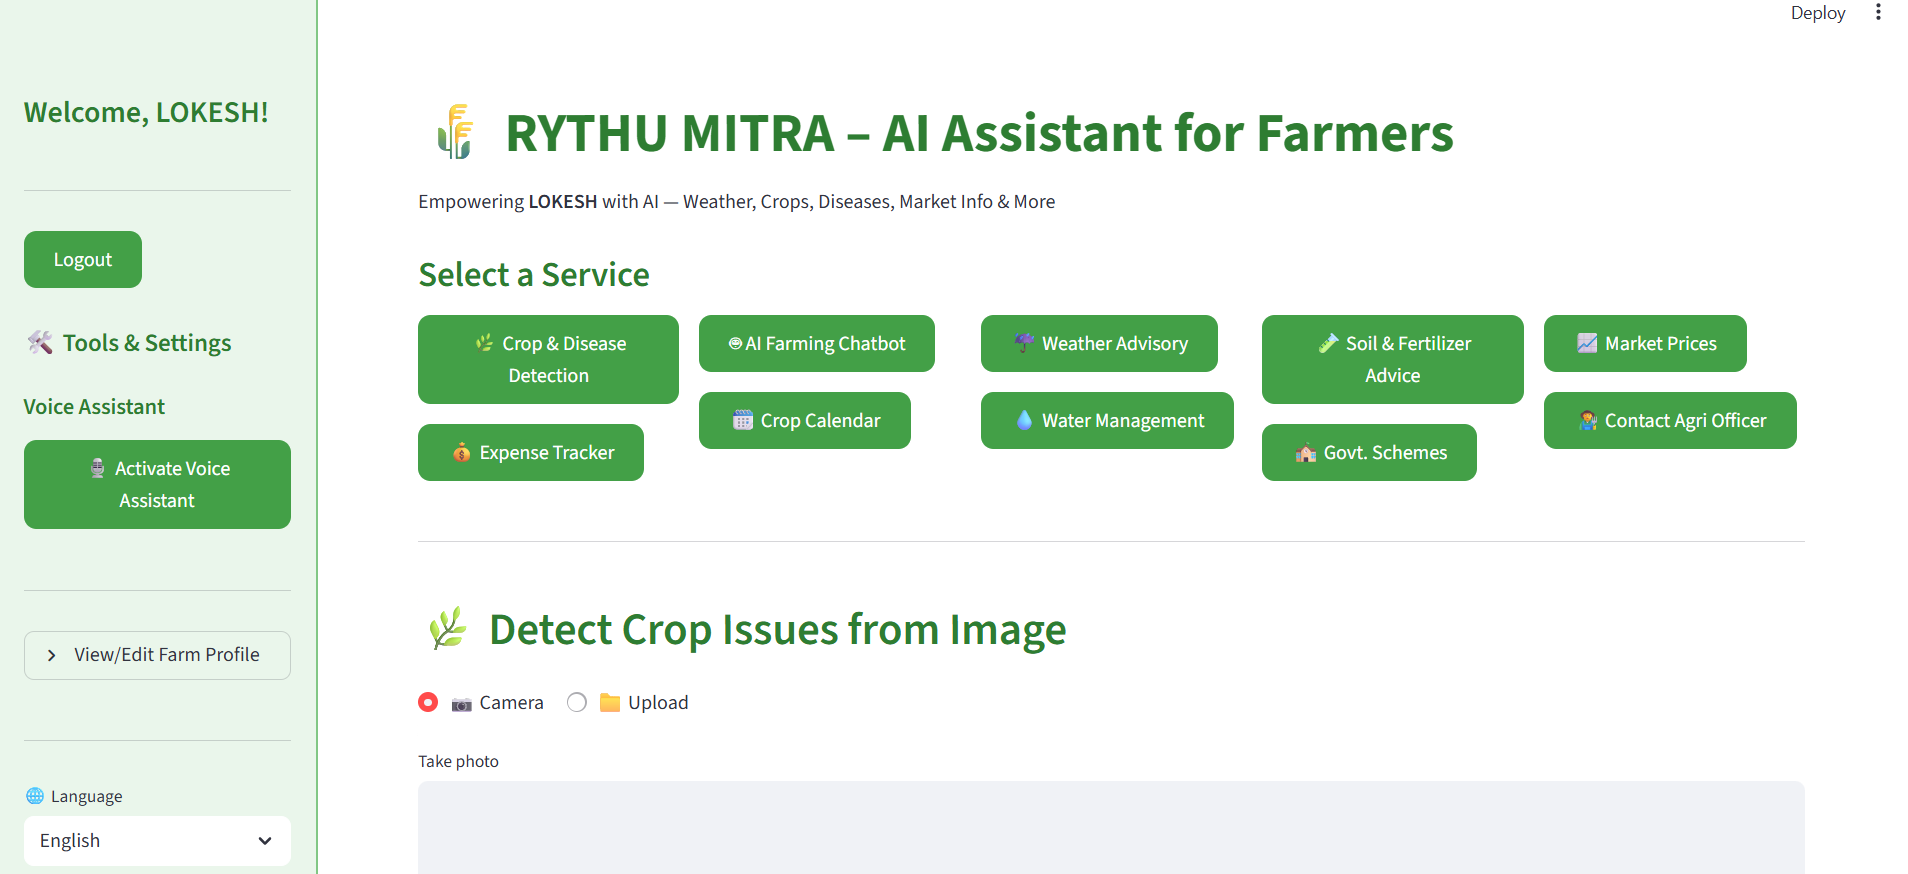 Deploy
Welcome, LOKESH!
Logout
🛠️ Tools & Settings
Voice Assistant
🎙️ Activate Voice
Assistant
View/Edit Farm Profile
🌐 Language
English
RYTHU MITRA – AI Assistant for Farmers
Empowering LOKESH with AI — Weather, Crops, Diseases, Market Info & More
Select a Service
🌿 Crop & Disease
Detection
AI Farming Chatbot
☔ Weather Advisory
🧪 Soil & Fertilizer
Advice
📈 Market Prices
💰 Expense Tracker
🗓️ Crop Calendar
💧 Water Management
🏫 Govt. Schemes
🧑‍🌾 Contact Agri Officer
🌿 Detect Crop Issues from Image
📷 Camera
📁 Upload
Take photo